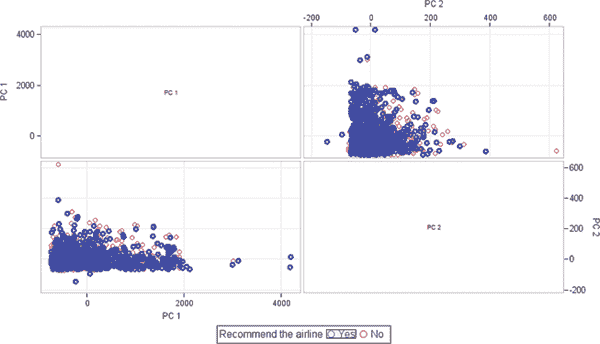 PC 2
-200 0 200 400 600
4000
2000
0
PC 1
PC 1
600
400
200
0
-200
PC 2
PC 2
0 2000 4000
PC 1
Recommend the airline Yes No